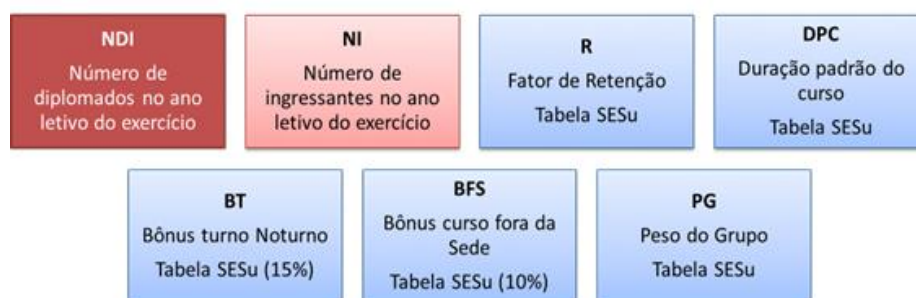 NDI
Número de
diplomados no ano
letivo do exercício
NI
Número de
ingressantes no ano
letivo do exercício
R
Fator de Retenção
Tabela SESu
DPC
Duração padrão do
curso
Tabela SESu
BT
Bônus turno Noturno
Tabela SESu (15%)
BFS
Bônus curso fora da
Sede
Tabela SESu (10%)
PG
Peso do Grupo
Tabela SESu